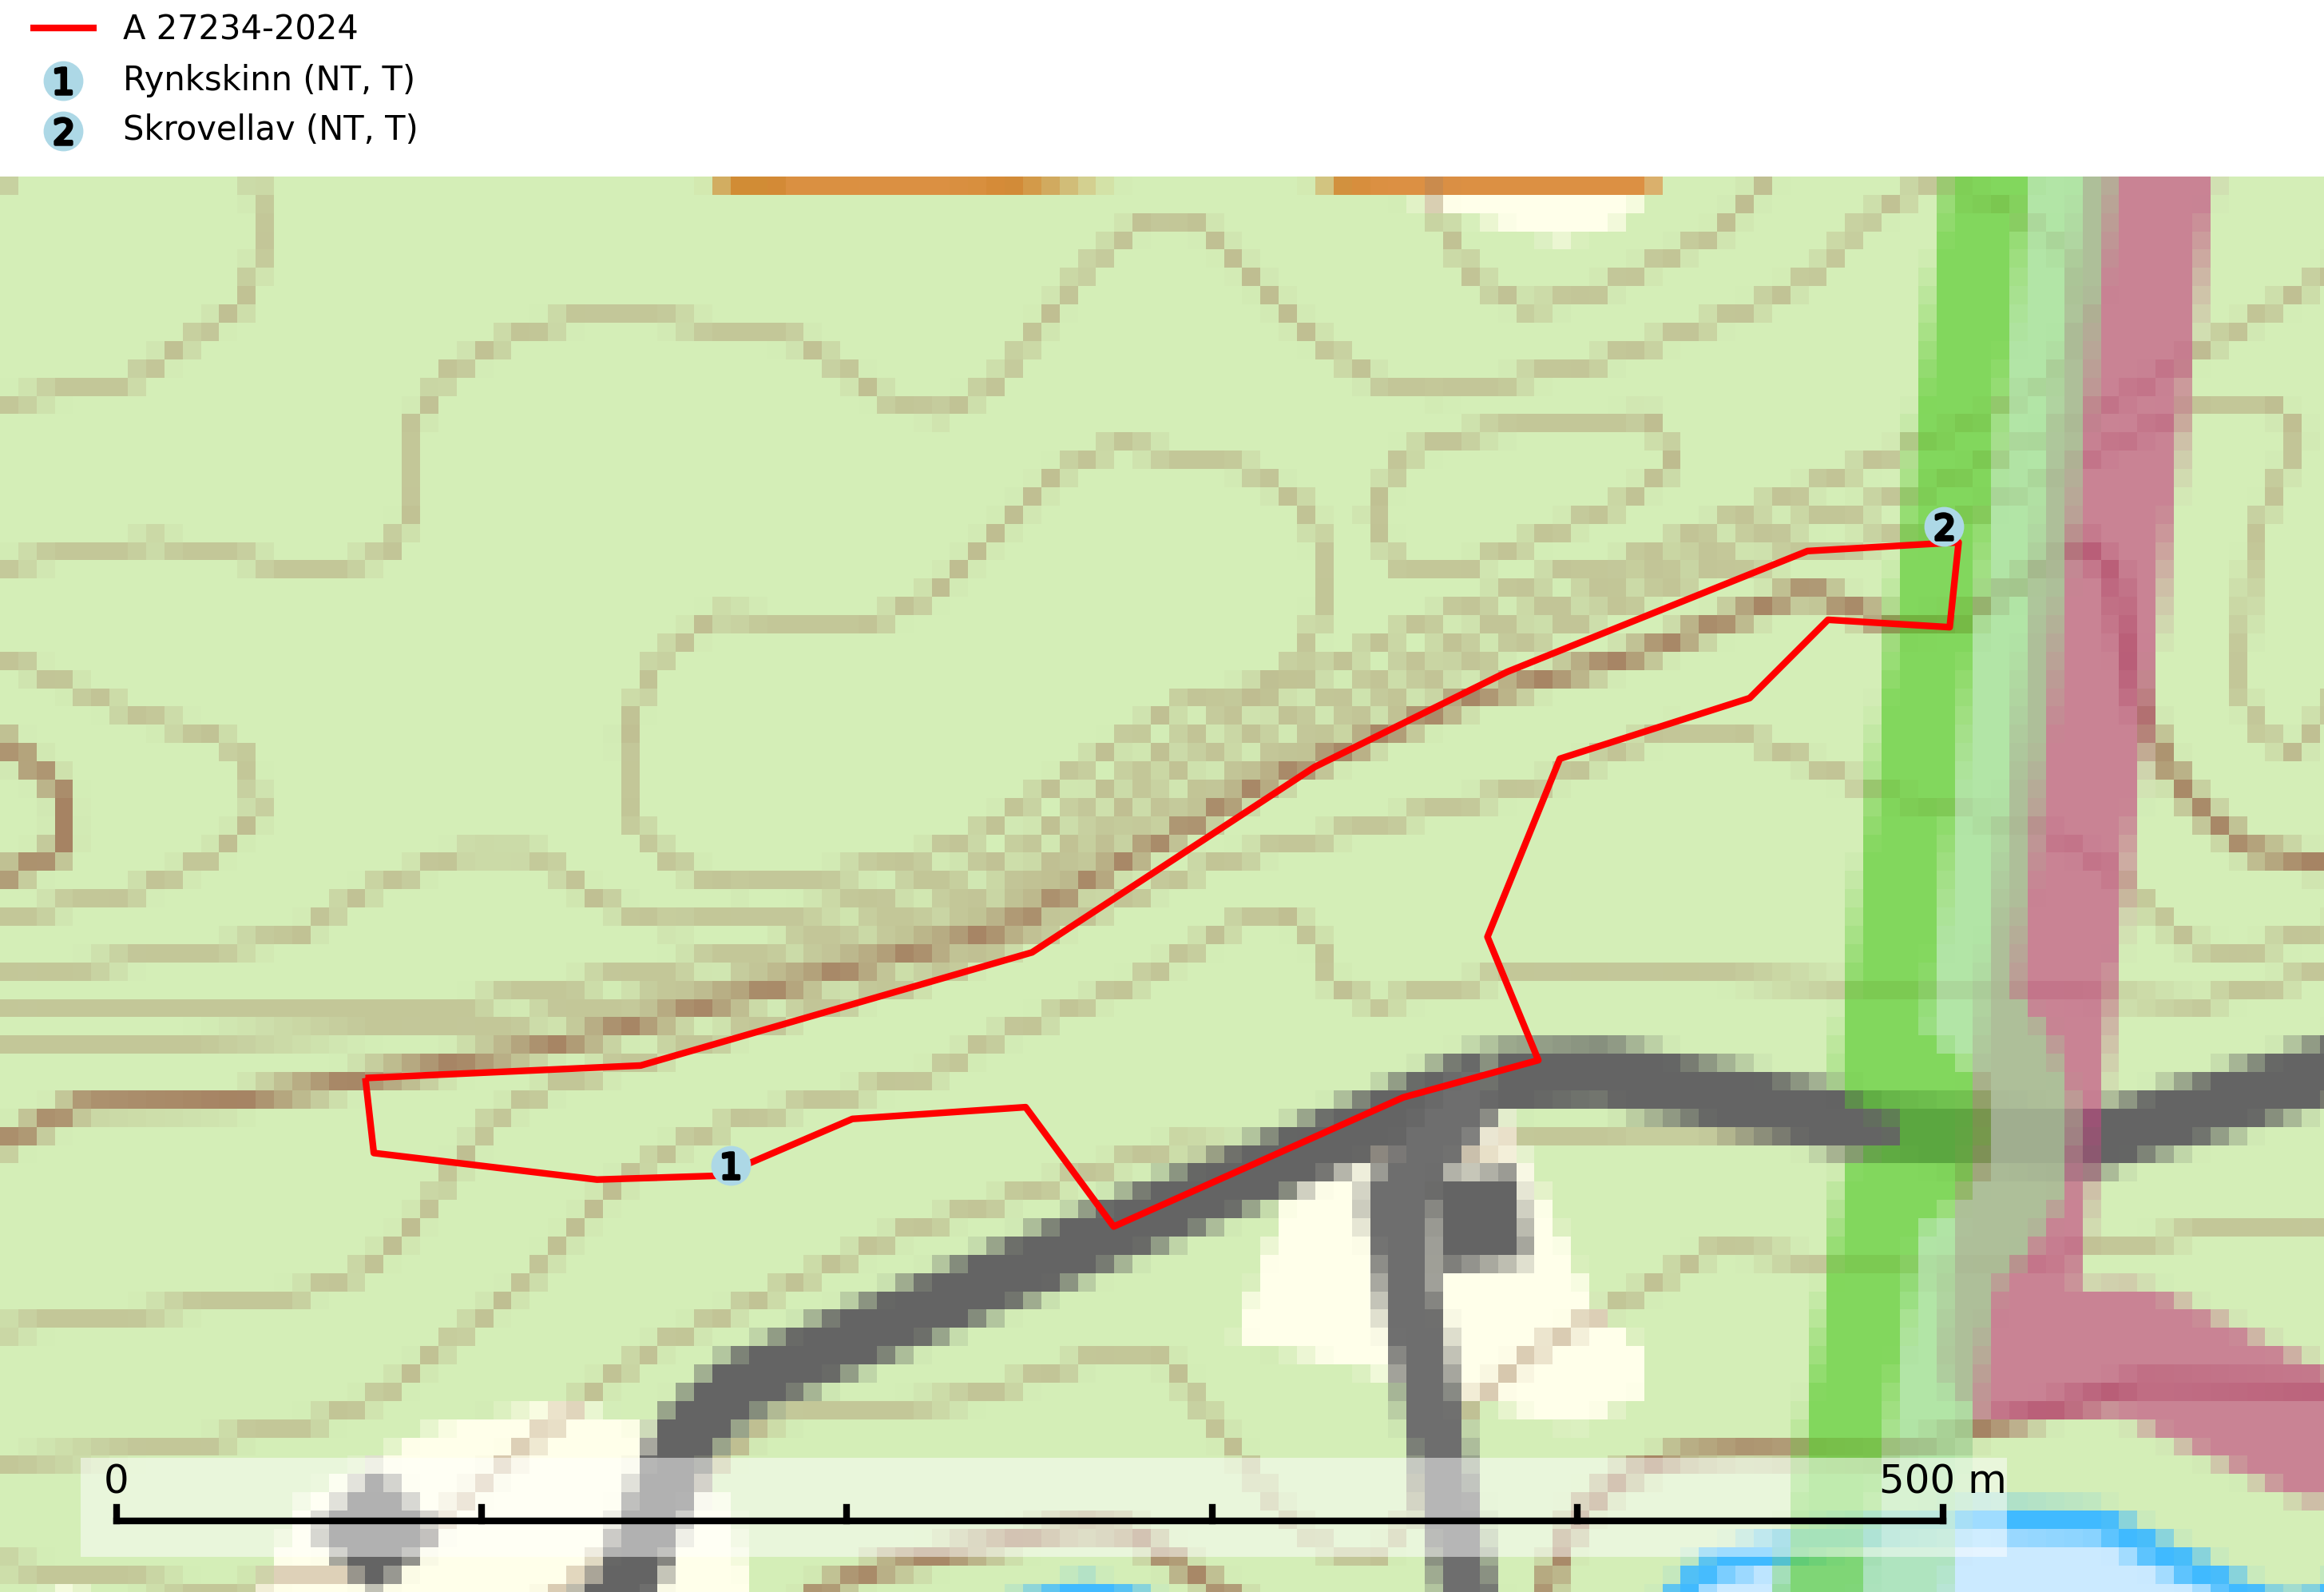 A 27234-2024
1 Rynkskinn (NT, T)
2 Skrovellav (NT, T)
2
1
0 500 m